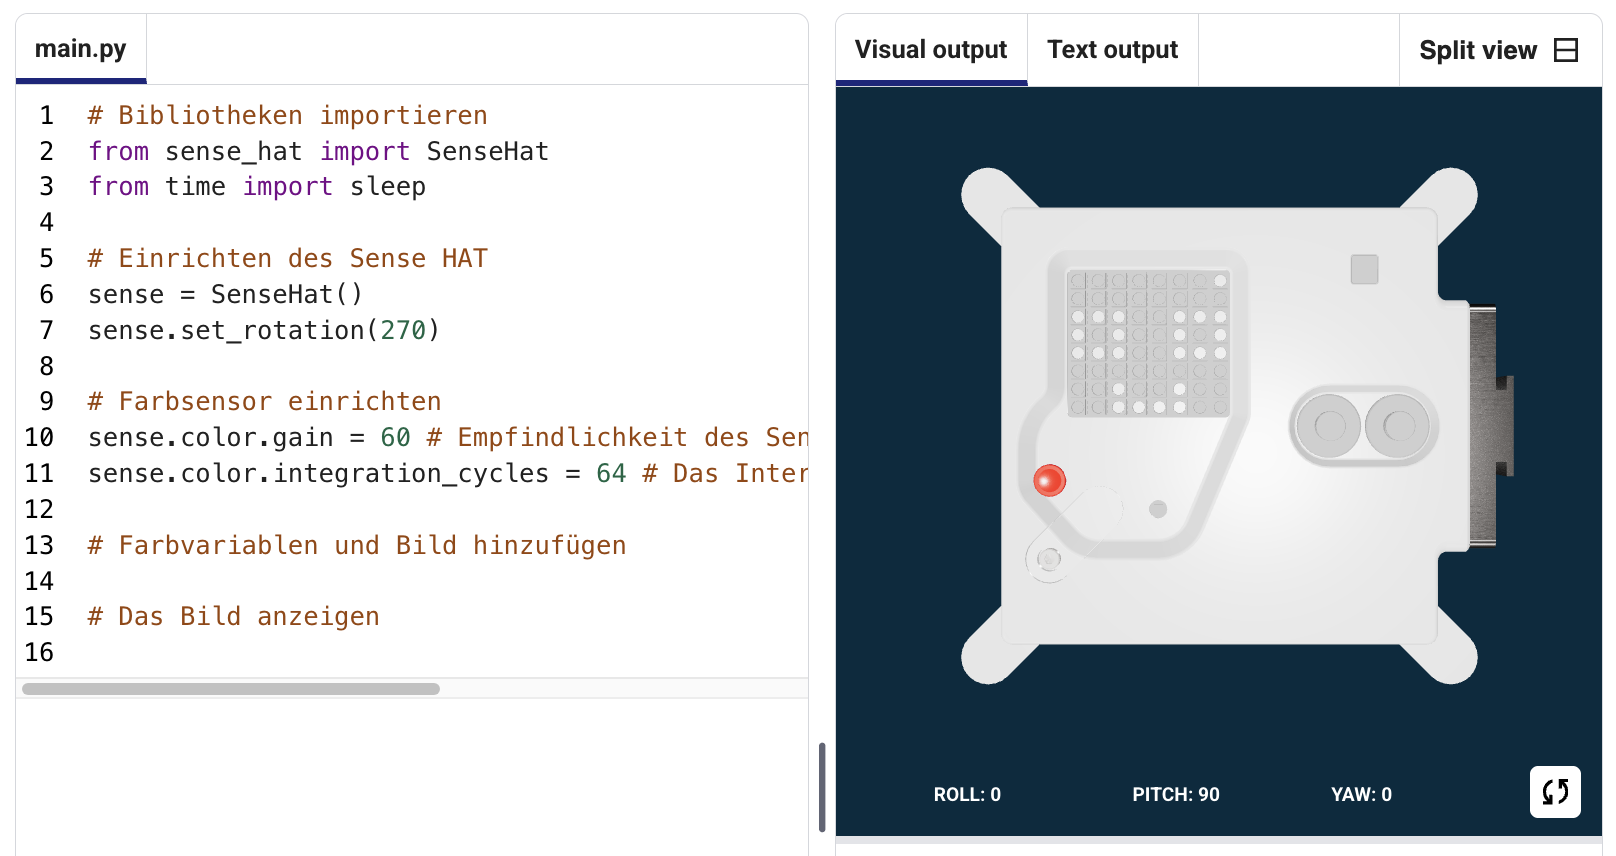 main.py
1 # Bibliotheken importieren
2 from sense_hat import SenseHat
3 from time import sleep
4
5 # Einrichten des Sense HAT
6 sense = SenseHat()
7 sense.set_rotation(270)
8
9 # Farbsensor einrichten
10 sense.color.gain = 60 # Empfindlichkeit des Sen
11 sense.color.integration_cycles = 64 # Das Inter
12
13 # Farbvariablen und Bild hinzufügen
14
15 # Das Bild anzeigen
16
Visual output
Text output
Split view
ROLL: 0
PITCH: 90
YAW: 0